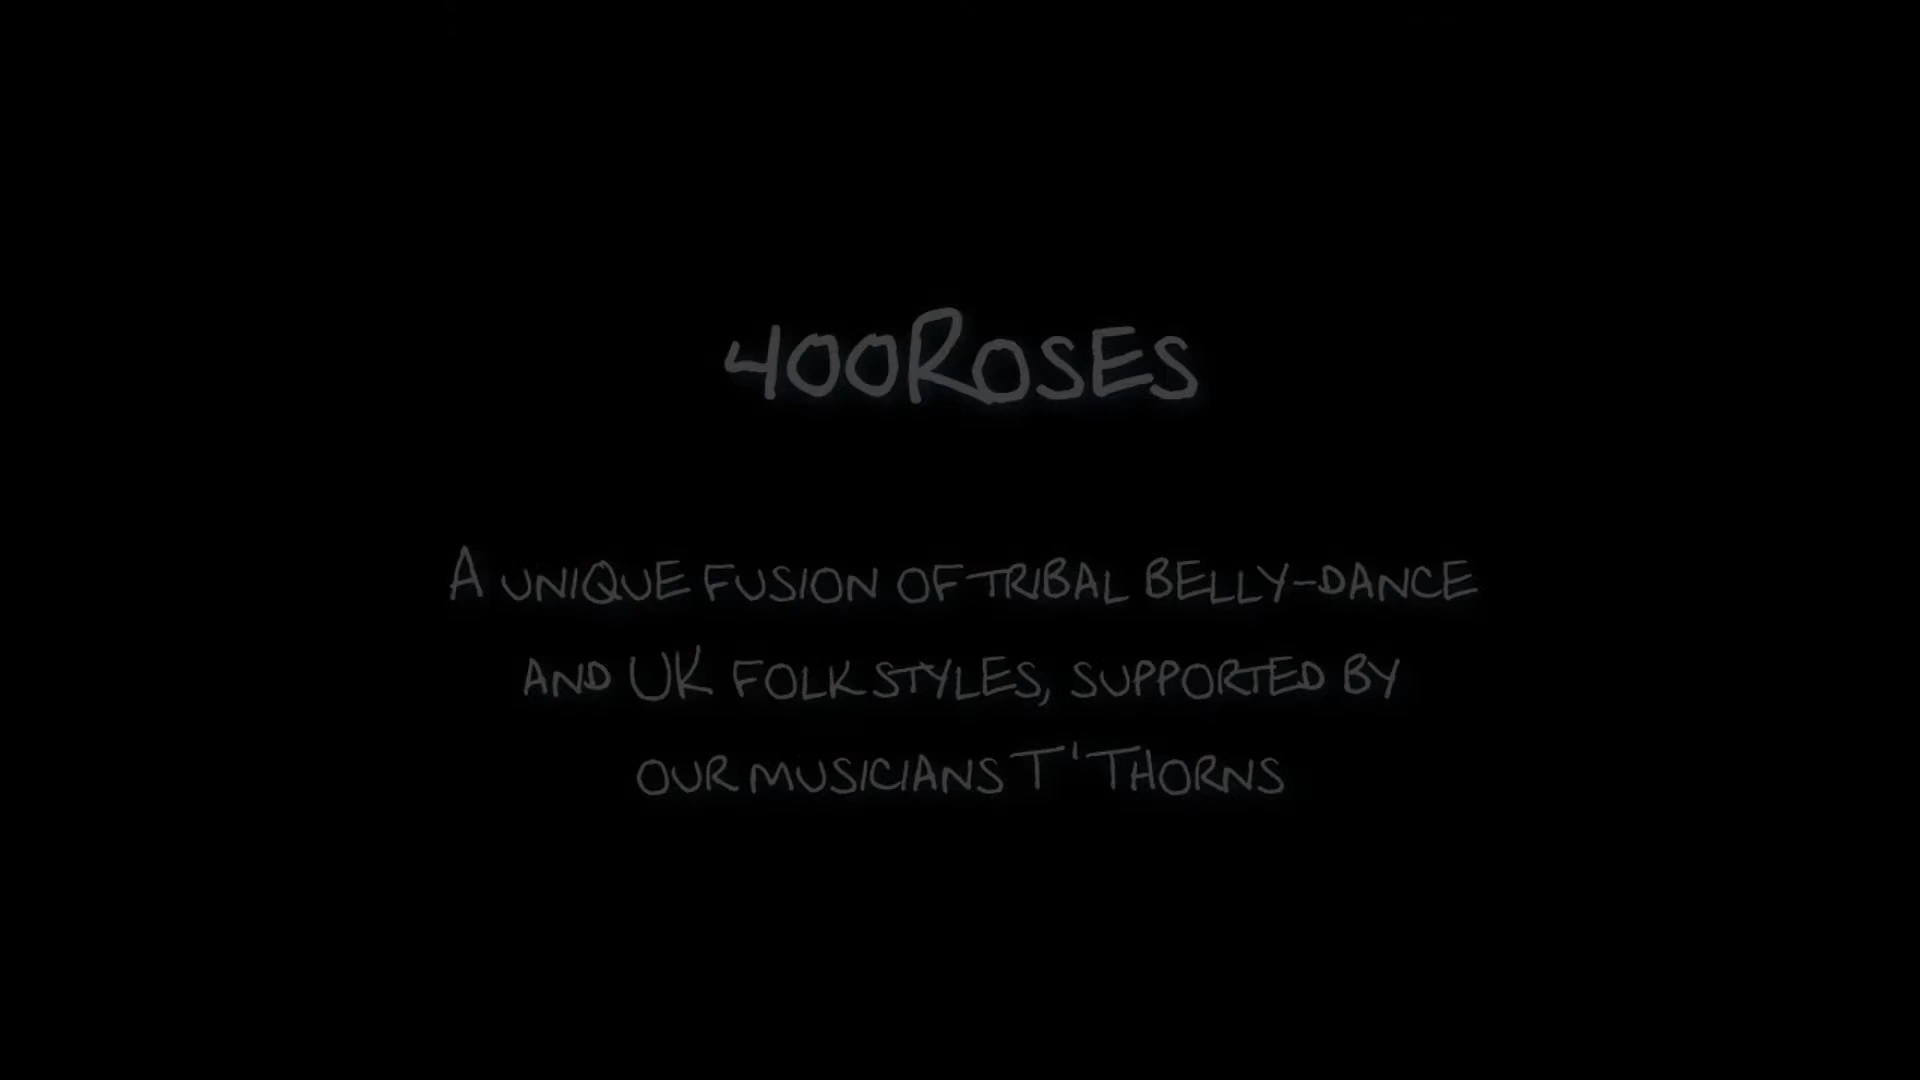 400Roses
A UNIQUE FUSION OF TRIBAL BELLY-DANCE
AND UK FOLK STYLES, SUPPORTED BY
OUR MUSICIANS T'THORNS